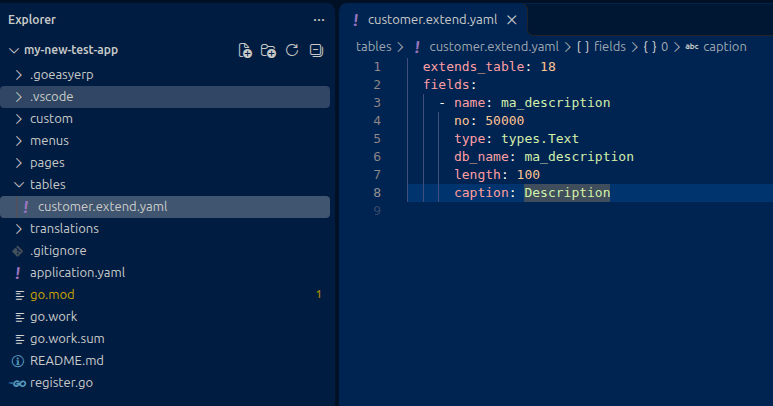 Explorer
customer.extend.yaml
my-new-test-app
tables > customer.extend.yaml > [ ] fields > { } 0 > abc caption
.goeasyerp
.vscode
custom
menus
pages
tables
customer.extend.yaml
translations
.gitignore
application.yaml
go.mod 1
go.work
go.work.sum
README.md
register.go
1 extends_table: 18
2 fields:
3 - name: ma_description
4 no: 50000
5 type: types.Text
6 db_name: ma_description
7 length: 100
8 caption: Description
9